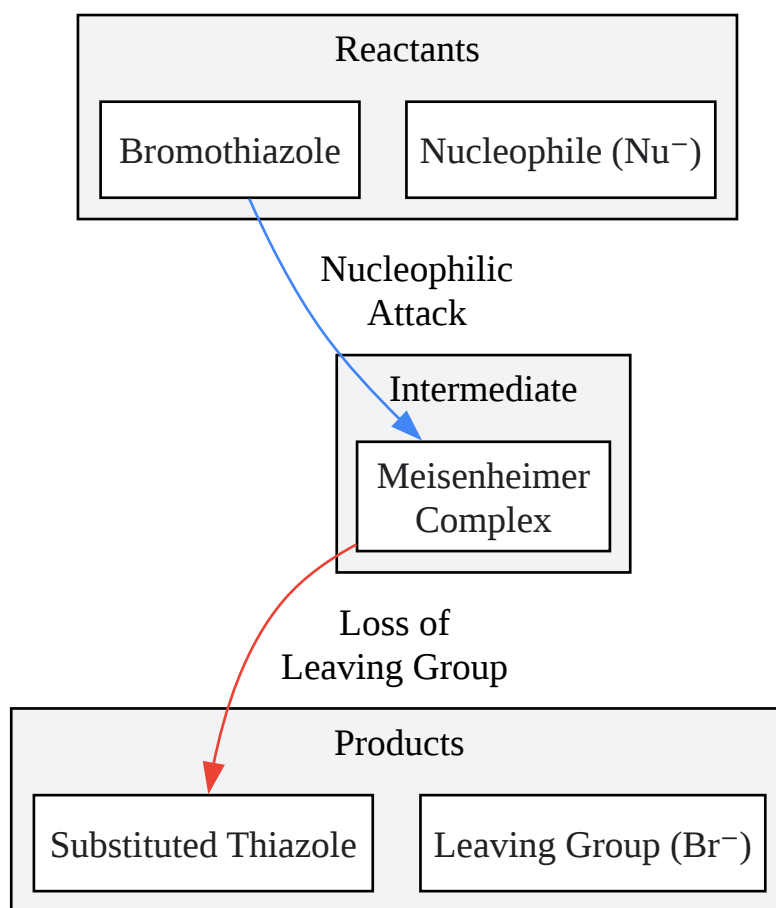 Reactants
Bromothiazole
Nucleophile (Nu⁻)
Nucleophilic
Attack
Intermediate
Meisenheimer
Complex
Loss of
Leaving Group
Products
Substituted Thiazole
Leaving Group (Br⁻)